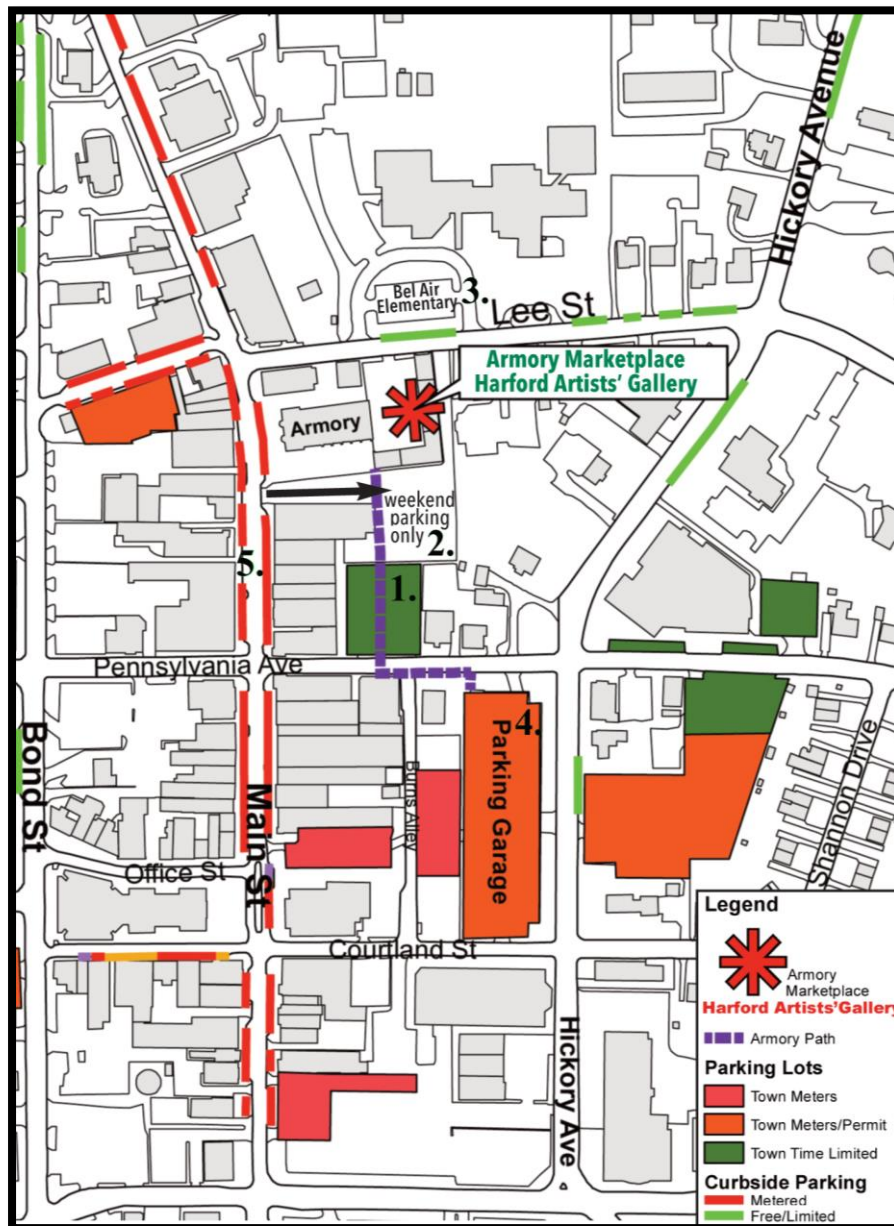 Hickory Avenue
Bel Air
Elementary
3.
Lee St
Armory Marketplace
Harford Artists' Gallery
Armory
weekend
parking
only
2.
5.
1.
Pennsylvania Ave
4.
Parking Garage
Bond St
Main St
Burns Alley
Shannon Drive
Office St
Courtland St
Hickory Ave
Legend
Armory
Marketplace
Harford Artists'Gallery
Armory Path
Parking Lots
Town Meters
Town Meters/Permit
Town Time Limited
Curbside Parking
Metered
Free/Limited